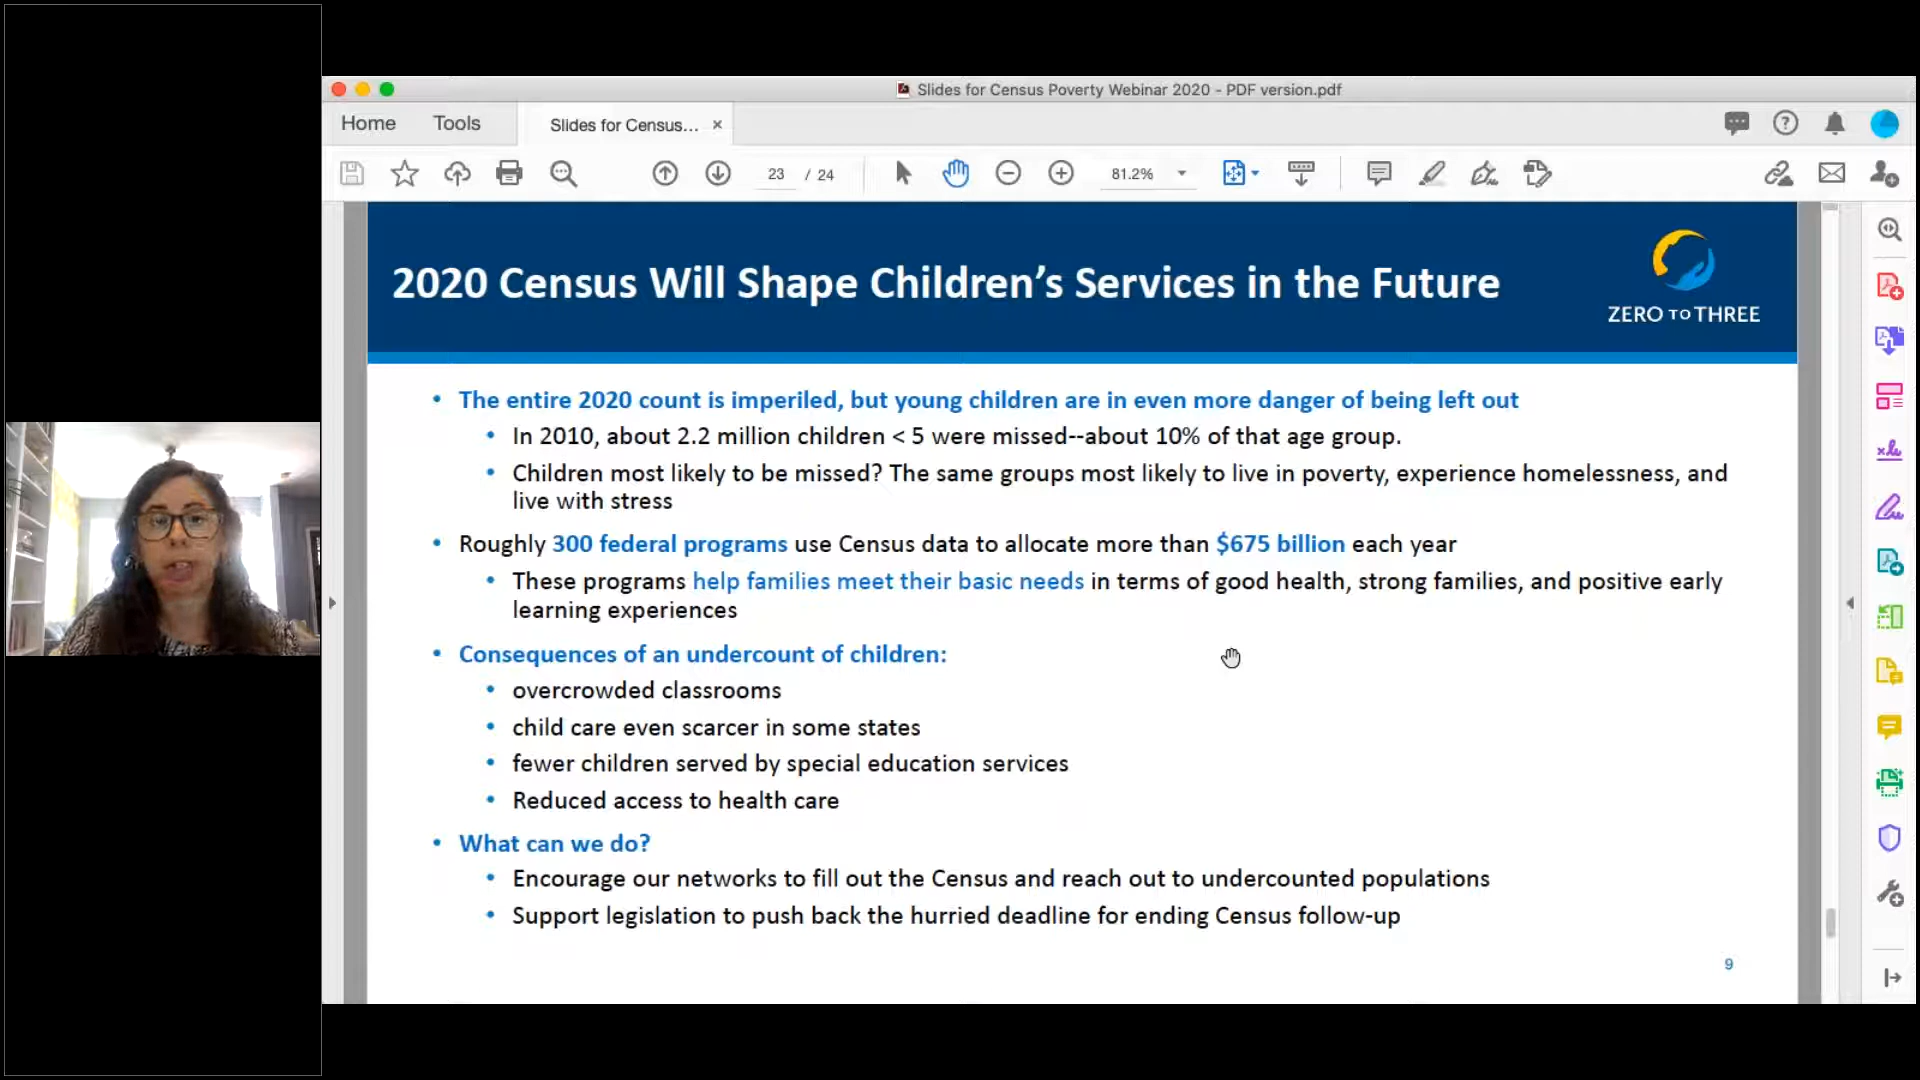 Slides for Census Poverty Webinar 2020 - PDF version.pdf
Home Tools Slides for Census... ×
23 / 24 81.2%
2020 Census Will Shape Children's Services in the Future
ZERO TO THREE
• The entire 2020 count is imperiled, but young children are in even more danger of being left out
• In 2010, about 2.2 million children < 5 were missed--about 10% of that age group.
• Children most likely to be missed? The same groups most likely to live in poverty, experience homelessness, and
live with stress
• Roughly 300 federal programs use Census data to allocate more than $675 billion each year
• These programs help families meet their basic needs in terms of good health, strong families, and positive early
learning experiences
• Consequences of an undercount of children:
• overcrowded classrooms
• child care even scarcer in some states
• fewer children served by special education services
• Reduced access to health care
• What can we do?
• Encourage our networks to fill out the Census and reach out to undercounted populations
• Support legislation to push back the hurried deadline for ending Census follow-up
9